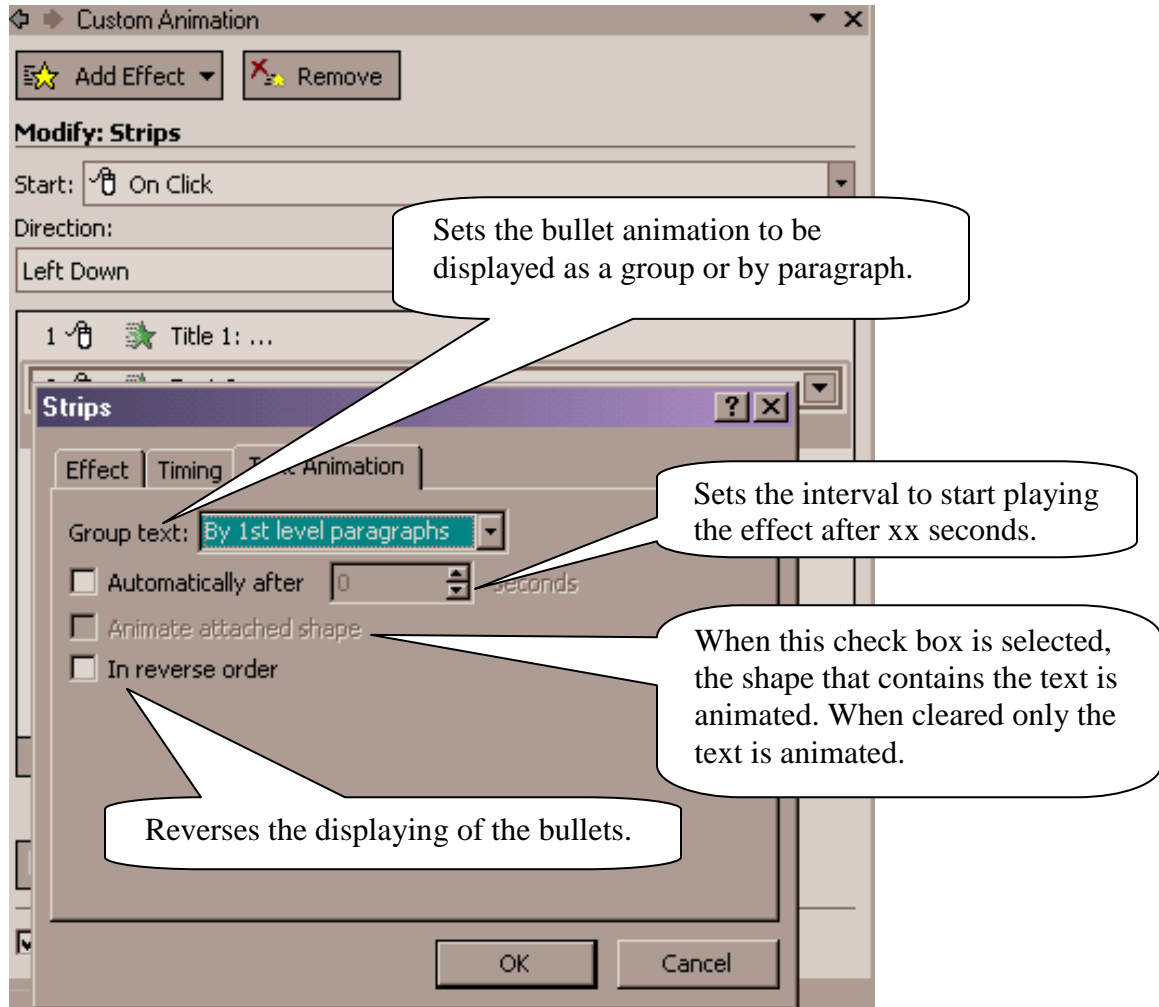 Custom Animation
Add Effect
Remove
Modify: Strips
Start: On Click
Direction:
Left Down
Sets the bullet animation to be
displayed as a group or by paragraph.
1 Title 1: ...
Strips
Effect Timing Animation
Group text: By 1st level paragraphs
Automatically after 0 seconds
Animate attached shape
In reverse order
Sets the interval to start playing
the effect after xx seconds.
When this check box is selected,
the shape that contains the text is
animated. When cleared only the
text is animated.
Reverses the displaying of the bullets.
OK Cancel